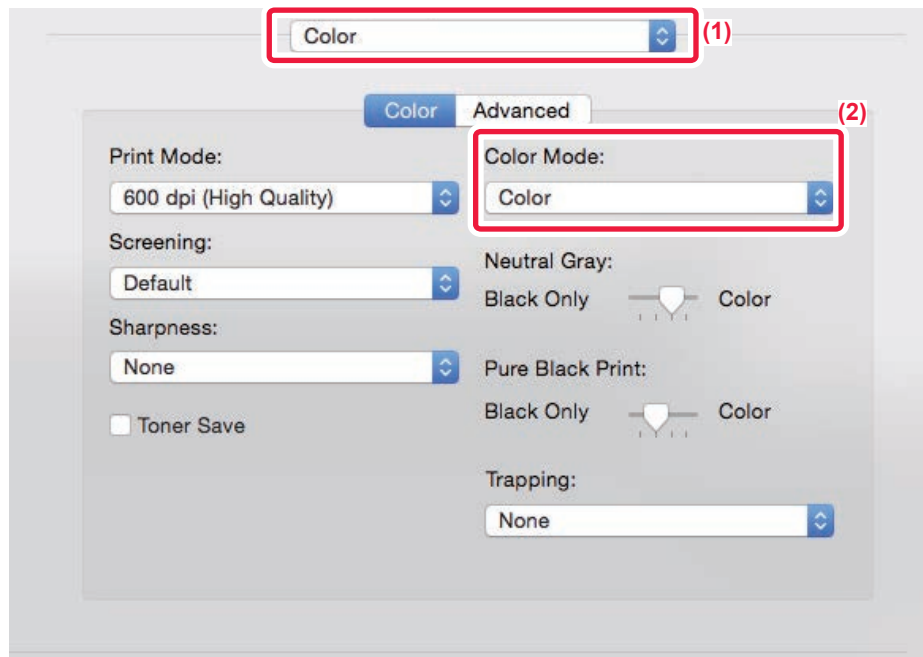 Color
(1)
Color Advanced
(2)
Print Mode:
600 dpi (High Quality)
Screening:
Default
Sharpness:
None
Toner Save
Color Mode:
Color
Neutral Gray:
Black Only Color
Pure Black Print:
Black Only Color
Trapping:
None